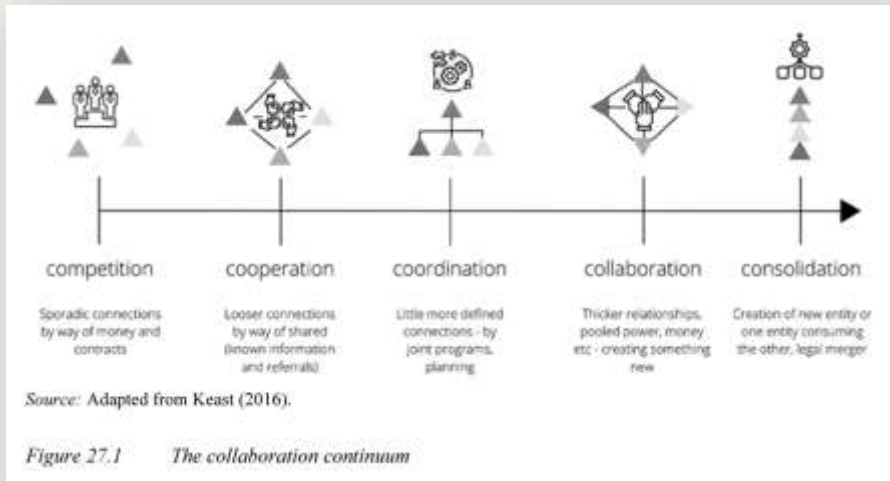 competition
Sporadic connections
by way of money and
contracts
cooperation
Looser connections
by way of shared
(known information
and referrals)
coordination
Little more defined
connections - by
joint programs,
planning
collaboration
Thicker relationships,
pooled power, money
etc - creating something
new
consolidation
Creation of new entity or
one entity consuming
the other, legal merger
Source: Adapted from Keast (2016).
Figure 27.1 The collaboration continuum